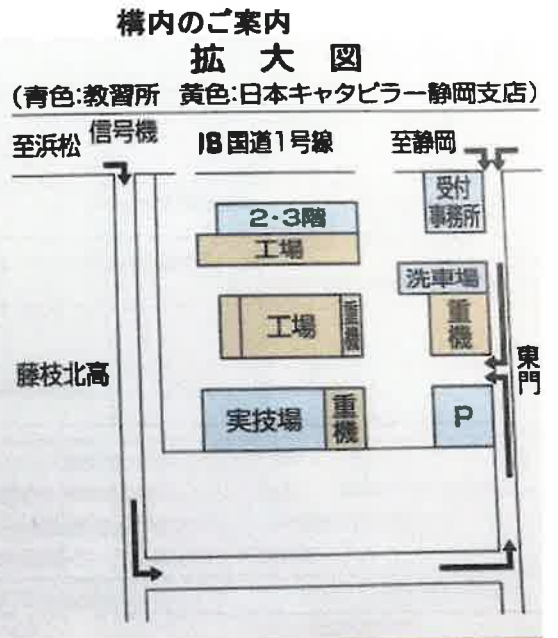 構内のご案内
拡大図
(青色:教習所 黄色:日本キャタピラー静岡支店)
至浜松 信号機 IB国道1号線 至静岡
受付
事務所
2・3階
工場
洗車場
工場
重機
重機
東門
藤枝北高
実技場
重機
P